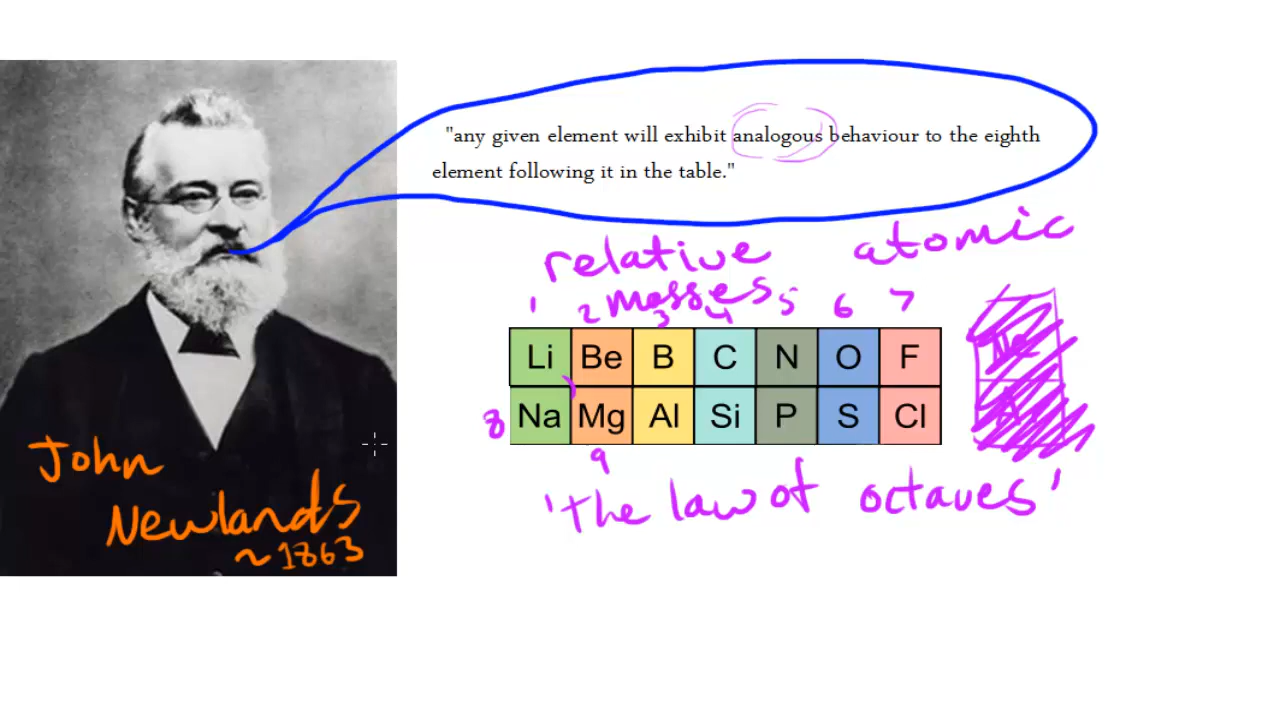 "any given element will exhibit analogous behaviour to the eighth
element following it in the table."
relative atomic
masses
1 2 3 4 5 6 7
Li Be B C N O F
8 Na Mg Al Si P S Cl
9
'the law of octaves'
John
Newlands
~1863